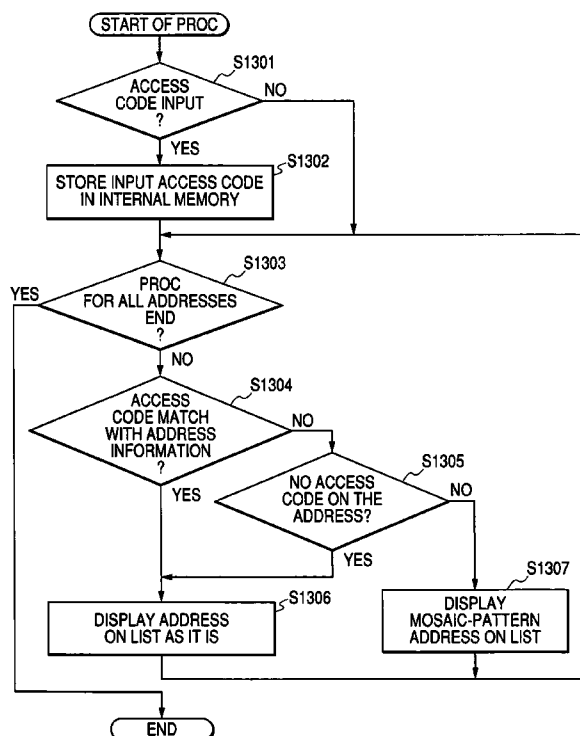 START OF PROC
S1301
ACCESS
CODE INPUT
?
NO
YES
S1302
STORE INPUT ACCESS CODE
IN INTERNAL MEMORY
S1303
YES
PROC
FOR ALL ADDRESSES
END
?
NO
S1304
ACCESS
CODE MATCH
WITH ADDRESS
INFORMATION
?
NO
YES
S1305
NO ACCESS
CODE ON THE
ADDRESS?
NO
YES
S1306
DISPLAY ADDRESS
ON LIST AS IT IS
S1307
DISPLAY
MOSAIC-PATTERN
ADDRESS ON LIST
END